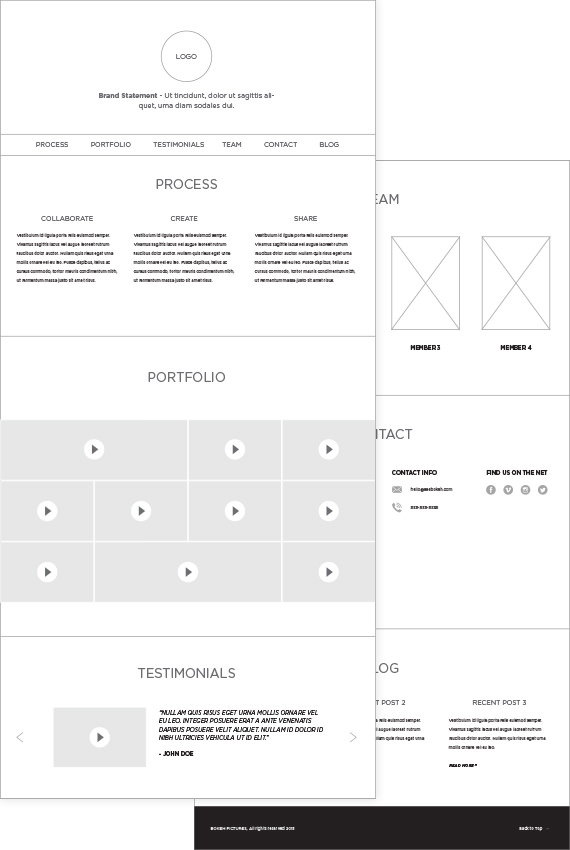 LOGO
Brand Statement - Ut tincidunt, dolor ut sagittis ali-
quet, urna diam sodales dui.
PROCESS PORTFOLIO TESTIMONIALS TEAM CONTACT BLOG
PROCESS
COLLABORATE
Vestibulum id ligula porta felis euismod semper.
Vivamus sagittis lacus vel augue laoreet rutrum
faucibus dolor auctor. Nullam quis risus eget urna
mollis ornare vel eu leo. Fusce dapibus, tellus ac
cursus commodo, tortor mauris condimentum nibh,
ut fermentum massa justo sit amet risus.
CREATE
Vestibulum id ligula porta felis euismod semper.
Vivamus sagittis lacus vel augue laoreet rutrum
faucibus dolor auctor. Nullam quis risus eget urna
mollis ornare vel eu leo. Fusce dapibus, tellus ac
cursus commodo, tortor mauris condimentum nibh,
ut fermentum massa justo sit amet risus.
SHARE
Vestibulum id ligula porta felis euismod semper.
Vivamus sagittis lacus vel augue laoreet rutrum
faucibus dolor auctor. Nullam quis risus eget urna
mollis ornare vel eu leo. Fusce dapibus, tellus ac
cursus commodo, tortor mauris condimentum nibh,
ut fermentum massa justo sit amet risus.
PORTFOLIO
TESTIMONIALS
"NULLAM QUIS RISUS EGET URNA MOLLIS ORNARE VEL
EU LEO. INTEGER POSUERE ERAT A ANTE VENENATIS
DAPIBUS POSUERE VELIT ALIQUET. NULLAM ID DOLOR ID
NIBH ULTRICIES VEHICULA UT ID ELIT."
- JOHN DOE
EAM
MEMBER 3
MEMBER 4
NTACT
CONTACT INFO
555-555-5555
FIND US ON THE NET
LOG
T POST 2
is euismod semper.
l augue laoreet rutrum
m quis risus eget urna
RECENT POST 3
Vestibulum id ligula porta felis euismod semper.
Vivamus sagittis lacus vel augue laoreet rutrum
faucibus dolor auctor. Nullam quis risus eget urna
mollis ornare vel eu leo.
READ MORE
BOKEH PICTURES, All rights reserved
Back to Top